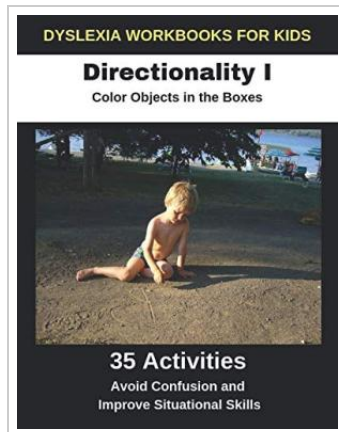 DYSLEXIA WORKBOOKS FOR KIDS
Directionality I
Color Objects in the Boxes
35 Activities
Avoid Confusion and
Improve Situational Skills